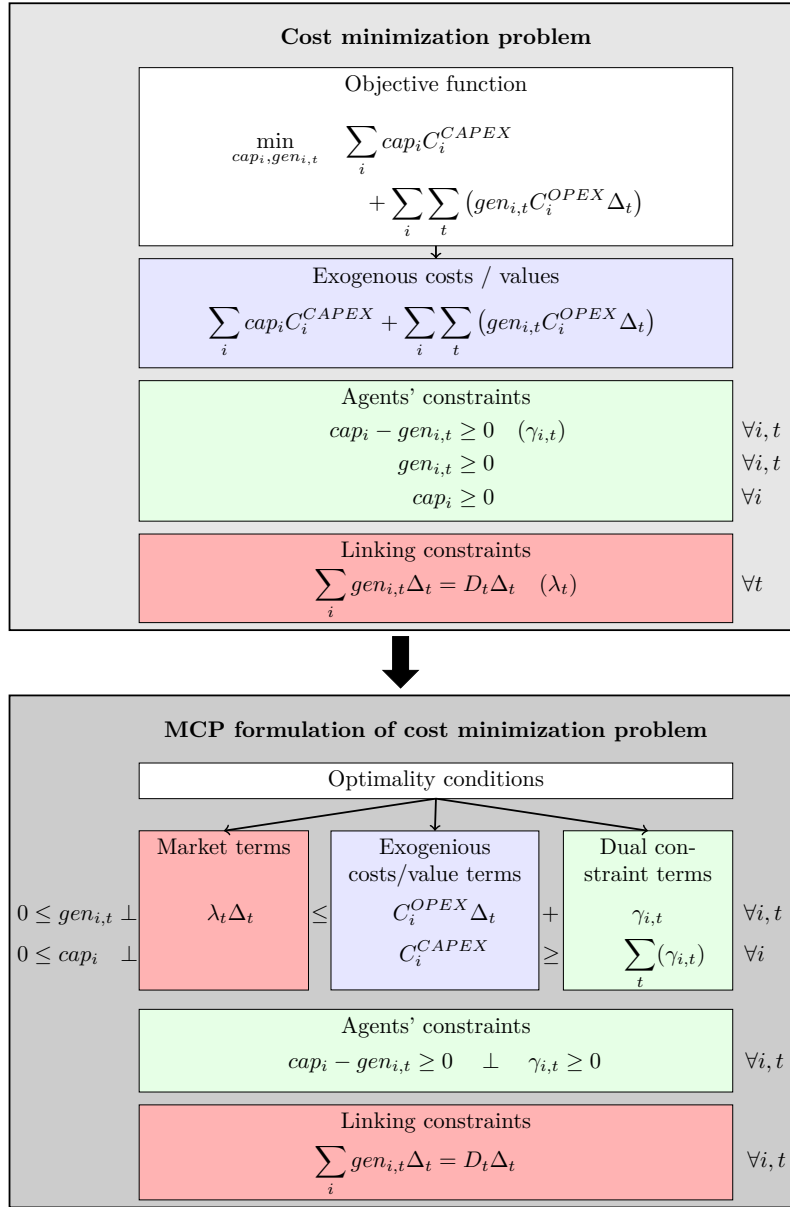 Cost minimization problem
Objective function
min_{cap_i, gen_{i,t}} ∑_i cap_i C_i^{CAPEX}
+ ∑_i ∑_t (gen_{i,t} C_i^{OPEX} Δ_t)
Exogenous costs / values
∑_i cap_i C_i^{CAPEX} + ∑_i ∑_t (gen_{i,t} C_i^{OPEX} Δ_t)
Agents' constraints
cap_i − gen_{i,t} ≥ 0 (γ_{i,t}) ∀i, t
gen_{i,t} ≥ 0 ∀i, t
cap_i ≥ 0 ∀i
Linking constraints
∑_i gen_{i,t} Δ_t = D_t Δ_t (λ_t) ∀t
MCP formulation of cost minimization problem
Optimality conditions
Market terms
Exogenious
costs/value terms
Dual con-
straint terms
0 ≤ gen_{i,t} ⊥ λ_t Δ_t ≤ C_i^{OPEX} Δ_t + γ_{i,t} ∀i, t
0 ≤ cap_i ⊥ C_i^{CAPEX} ≥ ∑_t (γ_{i,t}) ∀i
Agents' constraints
cap_i − gen_{i,t} ≥ 0 ⊥ γ_{i,t} ≥ 0 ∀i, t
Linking constraints
∑_i gen_{i,t} Δ_t = D_t Δ_t ∀i, t